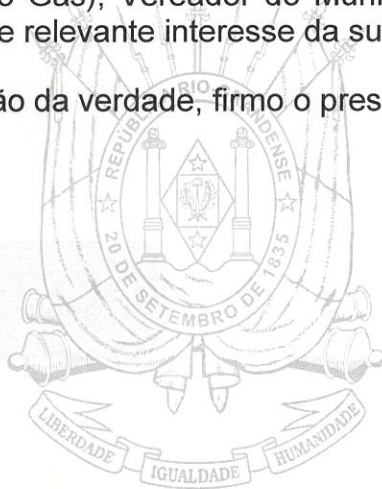 o Gás), Vereador do Muni
e relevante interesse da su
ão da verdade, firmo o pres
REPÚBLICA RIO-GRANDENSE
20 DE SETEMBRO DE 1835
LIBERDADE IGUALDADE HUMANIDADE